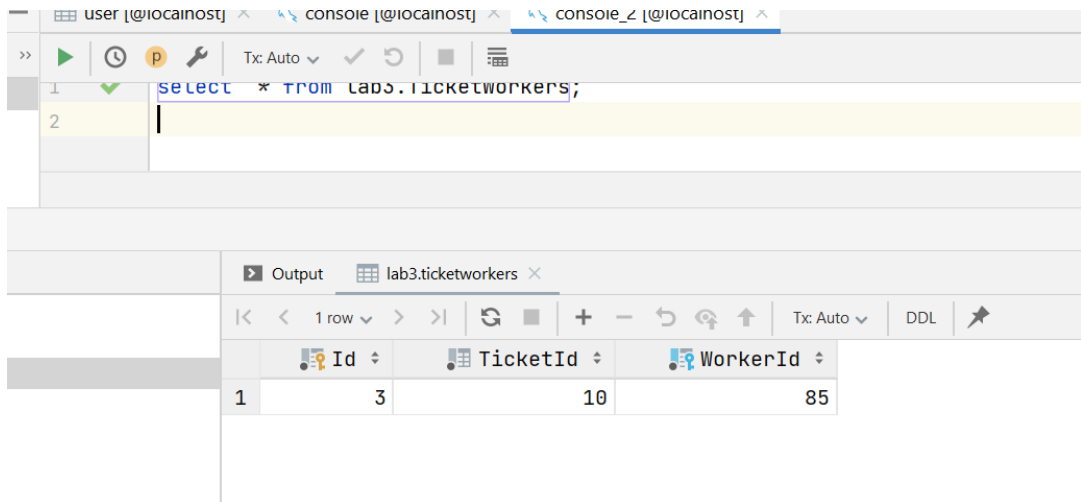 user [@localhost] console [@localhost] console_2 [@localhost]
>> P Tx: Auto
1 select * from lab3.TicketWorkers;
2
Output lab3.ticketworkers
1 row Tx: Auto DDL
Id TicketId WorkerId
1 3 10 85